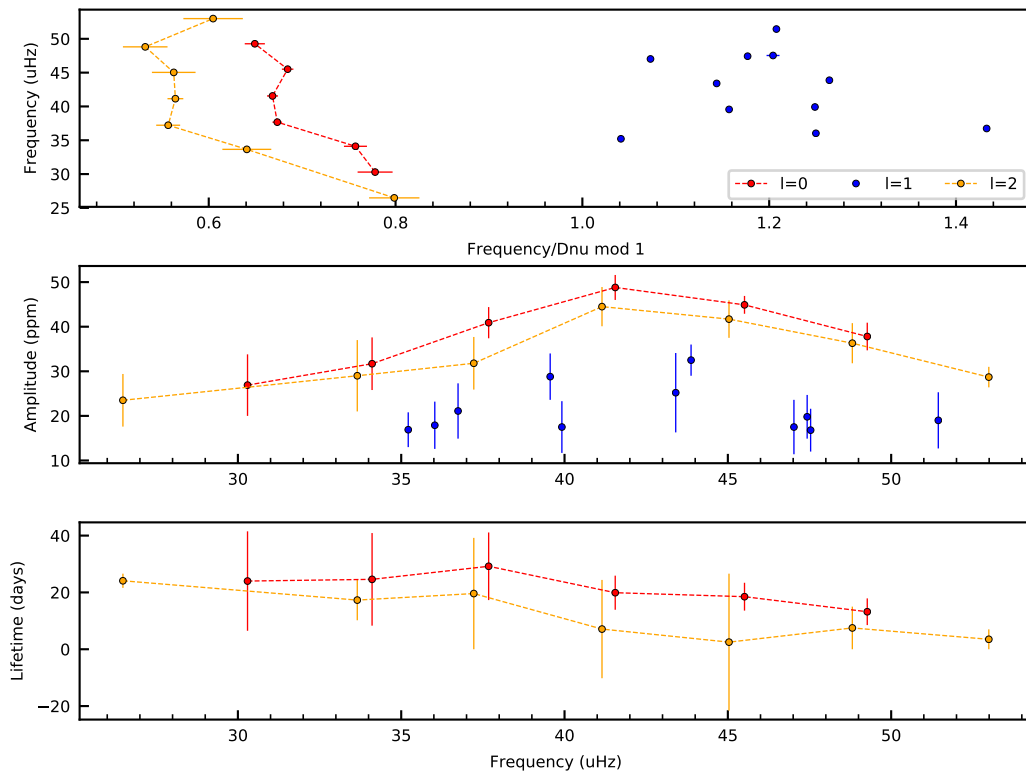 50
45
40
35
30
25
Frequency (uHz)
l=0 l=1 l=2
0.6 0.8 1.0 1.2 1.4
Frequency/Dnu mod 1
50
40
30
20
10
Amplitude (ppm)
30 35 40 45 50
40
20
0
−20
Lifetime (days)
30 35 40 45 50
Frequency (uHz)